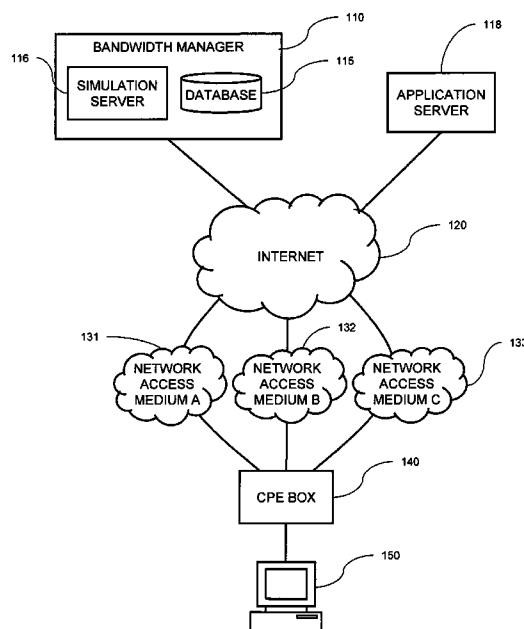 110
BANDWIDTH MANAGER
116
SIMULATION
SERVER
DATABASE
115
118
APPLICATION
SERVER
INTERNET
120
131
NETWORK
ACCESS
MEDIUM A
132
NETWORK
ACCESS
MEDIUM B
133
NETWORK
ACCESS
MEDIUM C
CPE BOX
140
150